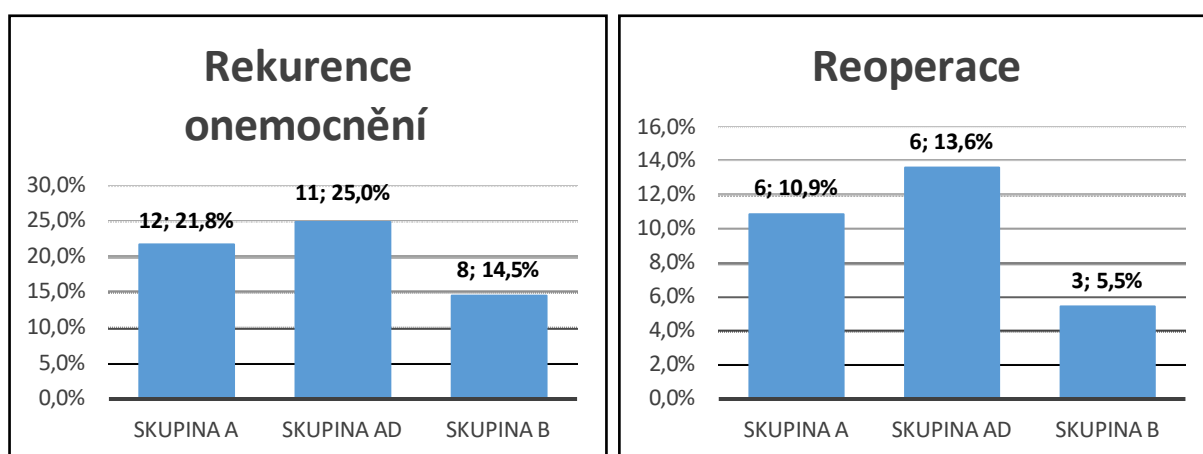 Rekurence
onemocnění
30,0%
25,0%
20,0%
15,0%
10,0%
5,0%
0,0%
12; 21,8%
11; 25,0%
8; 14,5%
SKUPINA A
SKUPINA AD
SKUPINA B
Reoperace
16,0%
14,0%
12,0%
10,0%
8,0%
6,0%
4,0%
2,0%
0,0%
6; 10,9%
6; 13,6%
3; 5,5%
SKUPINA A
SKUPINA AD
SKUPINA B